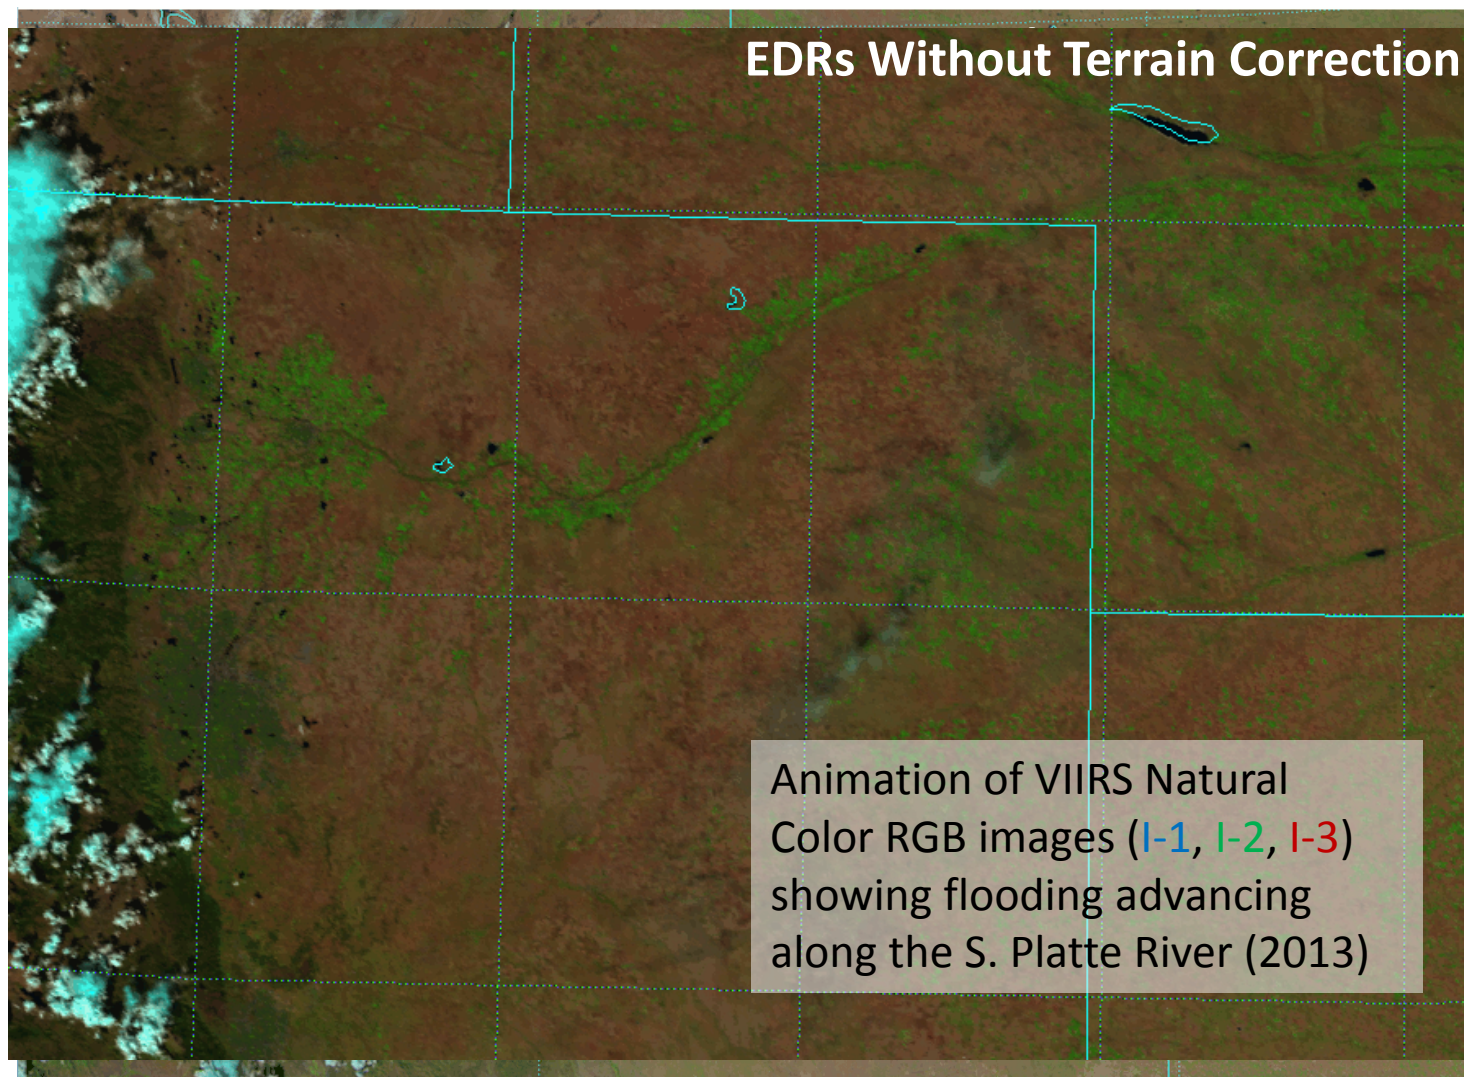 EDRs Without Terrain Correction
Animation of VIIRS Natural
Color RGB images (I-1, I-2, I-3)
showing flooding advancing
along the S. Platte River (2013)